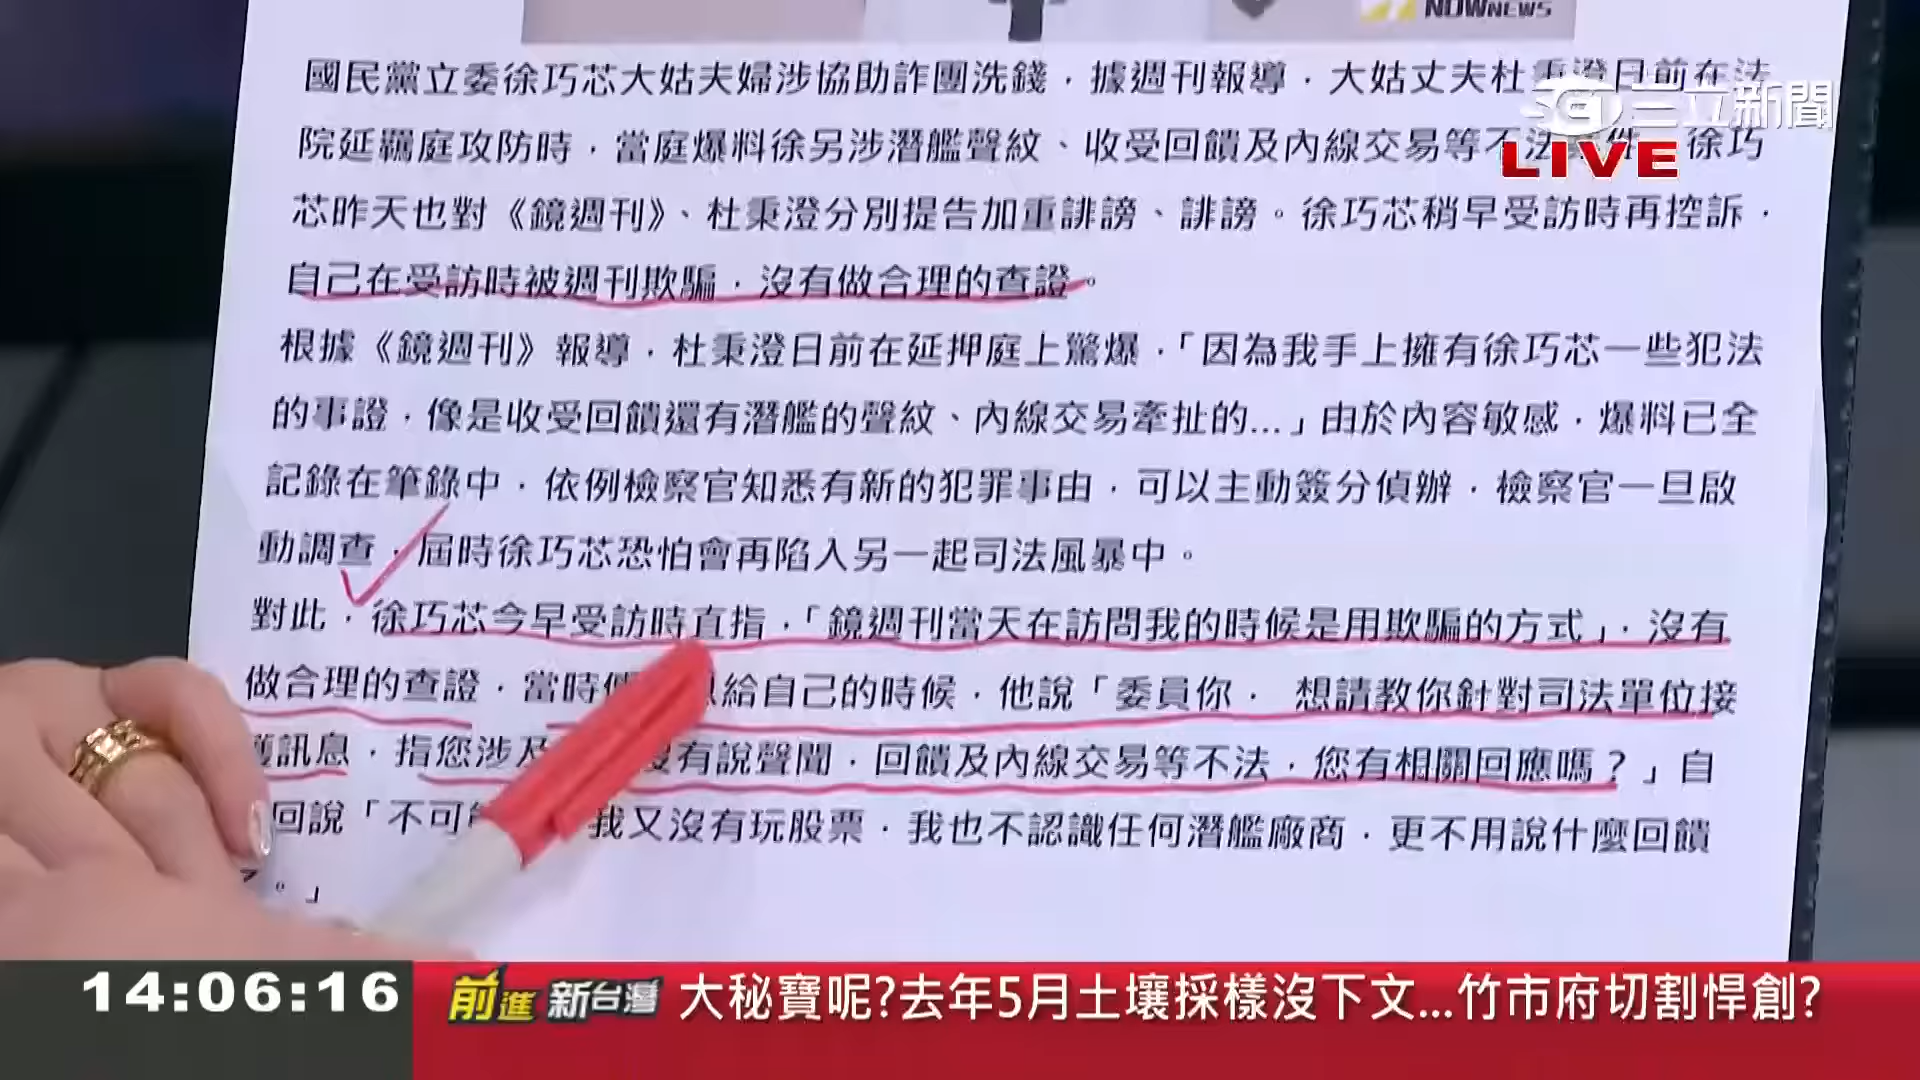 NOWNEWS
國民黨立委徐巧芯大姑夫婦涉協助詐團洗錢，據週刊報導，大姑丈夫杜秉澄日前在法
三立新聞
院延羈庭攻防時，當庭爆料徐另涉潛艦聲紋、收受回饋及內線交易等不法 徐巧
LIVE
芯昨天也對《鏡週刊》、杜秉澄分別提告加重誹謗、誹謗。徐巧芯稍早受訪時再控訴，
自己在受訪時被週刊欺騙，沒有做合理的查證。
根據《鏡週刊》報導，杜秉澄日前在延押庭上驚爆，「因為我手上擁有徐巧芯一些犯法
的事證，像是收受回饋還有潛艦的聲紋、內線交易牽扯的...」由於內容敏感，爆料已全
記錄在筆錄中，依例檢察官知悉有新的犯罪事由，可以主動簽分偵辦，檢察官一旦啟
動調查，屆時徐巧芯恐怕會再陷入另一起司法風暴中。
對此，徐巧芯今早受訪時直指，「鏡週刊當天在訪問我的時候是用欺騙的方式」，沒有
做合理的查證，當時 給自己的時候，他說「委員你， 想請教你針對司法單位接
訊息，指您涉及 沒有說聲聞，回饋及內線交易等不法，您有相關回應嗎？」自
回說「不可 我又沒有玩股票，我也不認識任何潛艦廠商，更不用說什麼回饋
。」
14:06:16
前進新台灣 大秘寶呢?去年5月土壤採樣沒下文...竹市府切割悍創?